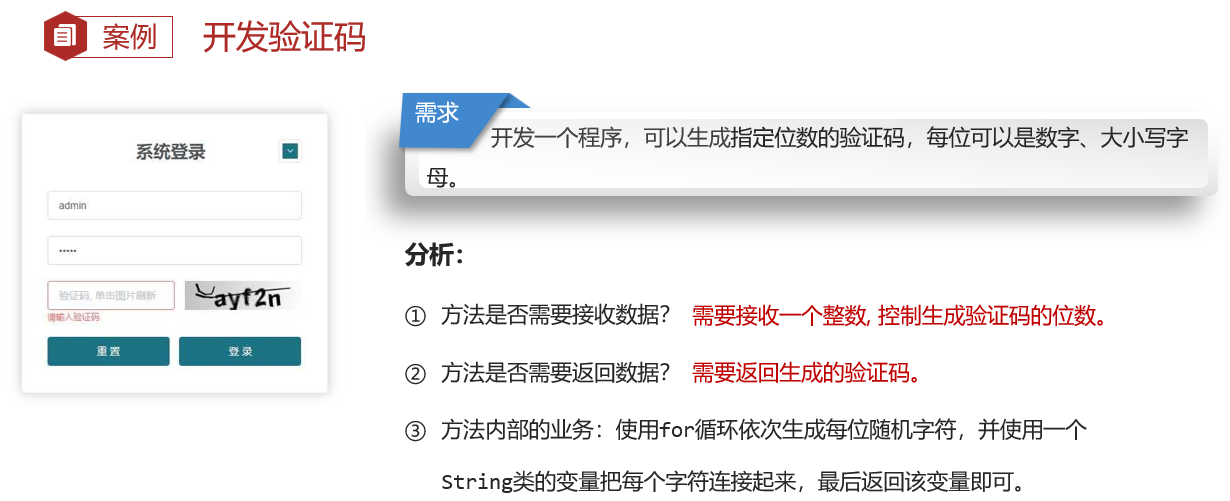 案例 开发验证码
需求
开发一个程序，可以生成指定位数的验证码，每位可以是数字、大小写字
母。
系统登录
admin
•••••
验证码, 单击图片刷新
ayf2n
请输入验证码
重置
登录
分析：
① 方法是否需要接收数据？ 需要接收一个整数, 控制生成验证码的位数。
② 方法是否需要返回数据？ 需要返回生成的验证码。
③ 方法内部的业务：使用for循环依次生成每位随机字符，并使用一个
String类的变量把每个字符连接起来，最后返回该变量即可。